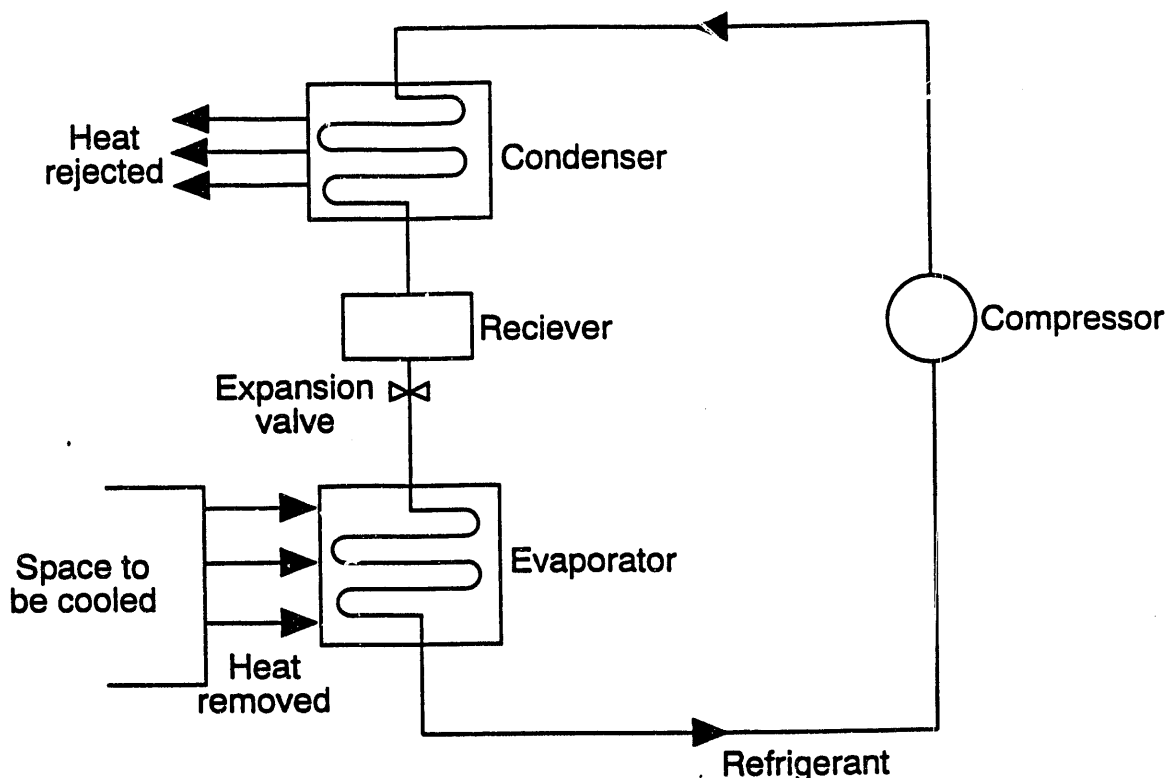 Heat
rejected
Condenser
Reciever
Compressor
Expansion
valve
Space to
be cooled
Evaporator
Heat
removed
Refrigerant